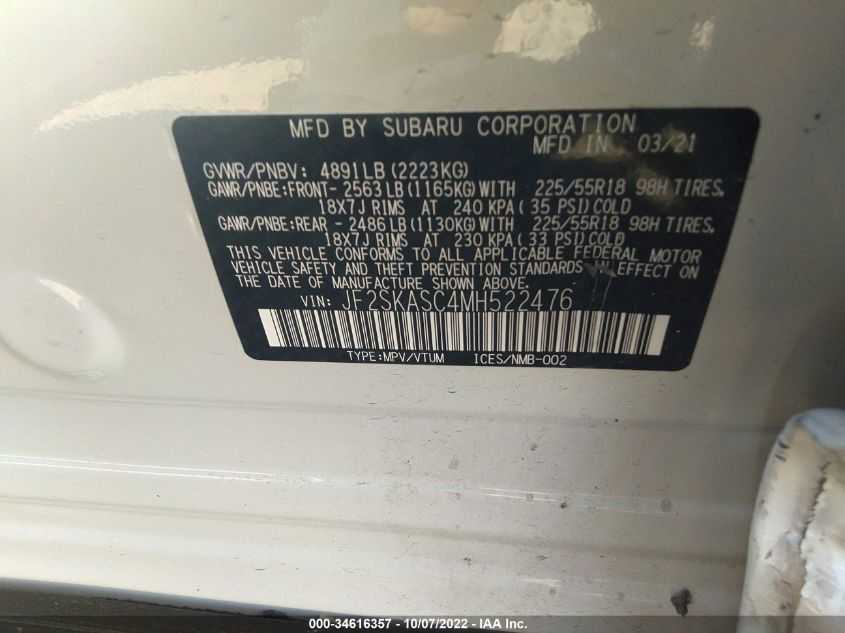 MFD BY SUBARU CORPORATION
MFD IN 03/21
GVWR/PNBV: 4891LB (2223KG)
GAWR/PNBE:FRONT- 2563 LB (1165KG) WITH 225/55R18 98H TIRES.
18X7J RIMS AT 240 KPA( 35 PSI) COLD
GAWR/PNBE:REAR - 2486 LB (1130KG) WITH 225/55R18 98H TIRES.
18X7J RIMS AT 230 KPA( 33 PSI) COLD
THIS VEHICLE CONFORMS TO ALL APPLICABLE FEDERAL MOTOR
VEHICLE SAFETY AND THEFT PREVENTION STANDARDS IN EFFECT ON
THE DATE OF MANUFACTURE SHOWN ABOVE.
VIN: JF2SKASC4MH522476
TYPE:MPV/VTUM ICES/NMB-002
000-34616357 - 10/07/2022 - IAA Inc.